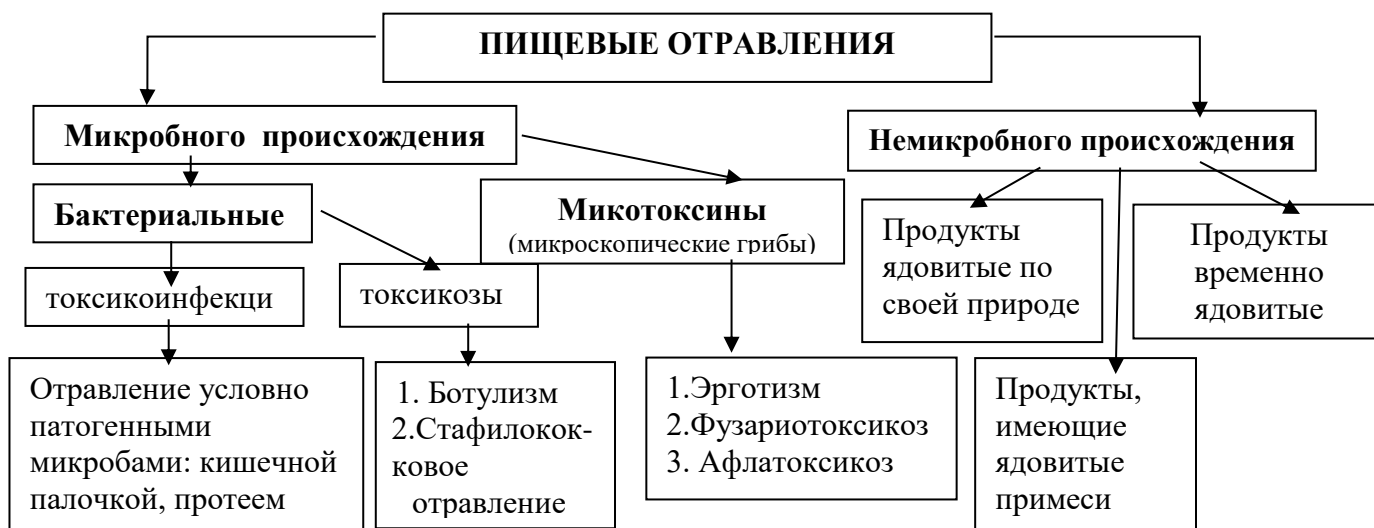 ПИЩЕВЫЕ ОТРАВЛЕНИЯ
Микробного происхождения
Немикробного происхождения
Бактериальные
Микотоксины
(микроскопические грибы)
Продукты
ядовитые по
своей природе
Продукты
временно
ядовитые
токсикоинфекци
токсикозы
Отравление условно
патогенными
микробами: кишечной
палочкой, протеем
1. Ботулизм
2.Стафилокок-
ковое
отравление
1.Эрготизм
2.Фузариотоксикоз
3. Афлатоксикоз
Продукты,
имеющие
ядовитые
примеси